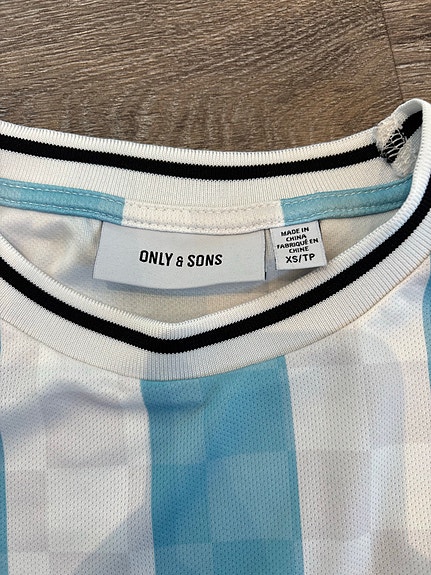 ONLY & SONS
MADE IN
CHINA
FABRIQUÉ EN
CHINE
XS/TP